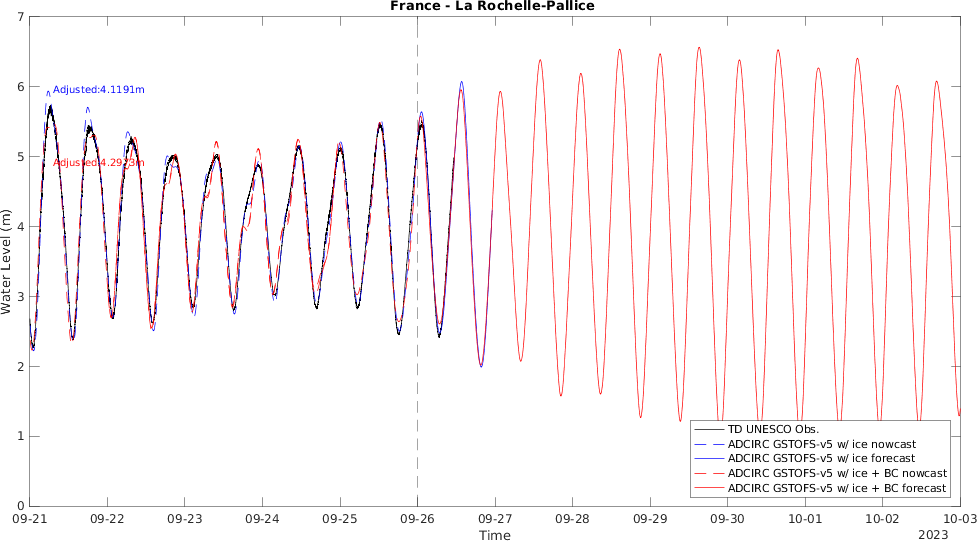 France - La Rochelle-Pallice
7
6
5
4
3
2
1
0
Water Level (m)
Adjusted:4.1191m
Adjusted:4.2913m
TD UNESCO Obs.
ADCIRC GSTOFS-v5 w/ ice nowcast
ADCIRC GSTOFS-v5 w/ ice forecast
ADCIRC GSTOFS-v5 w/ ice + BC nowcast
ADCIRC GSTOFS-v5 w/ ice + BC forecast
09-21 09-22 09-23 09-24 09-25 09-26 09-27 09-28 09-29 09-30 10-01 10-02 10-03
Time
2023